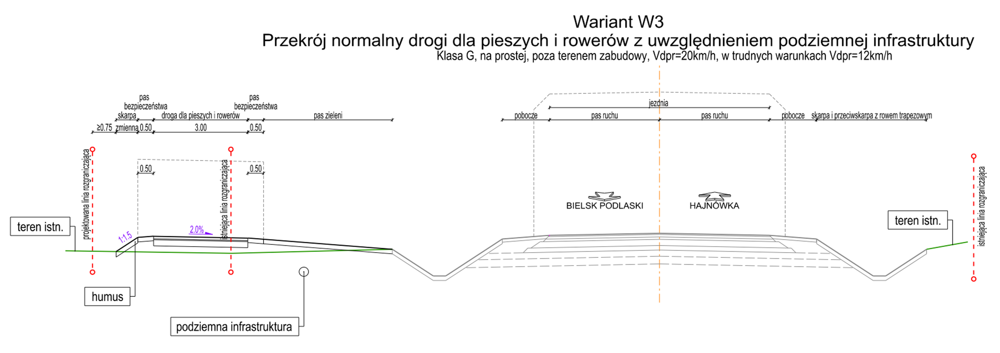 Wariant W3
Przekrój normalny drogi dla pieszych i rowerów z uwzględnieniem podziemnej infrastruktury
Klasa G, na prostej, poza terenem zabudowy, Vdpr=20km/h, w trudnych warunkach Vdpr=12km/h
pas
bezpieczeństwa
pas
bezpieczeństwa
jezdnia
skarpa
droga dla pieszych i rowerów
pas zieleni
pobocze
pas ruchu
pas ruchu
pobocze
skarpa i przeciwskarpa z rowem trapezowym
≥0.75
zmienna
0.50
3.00
0.50
projektowana linia rozgraniczająca
istniejąca linia rozgraniczająca
istniejąca linia rozgraniczająca
0.50
0.50
BIELSK PODLASKI
HAJNÓWKA
teren istn.
teren istn.
1:1.5
2.0%
humus
podziemna infrastruktura